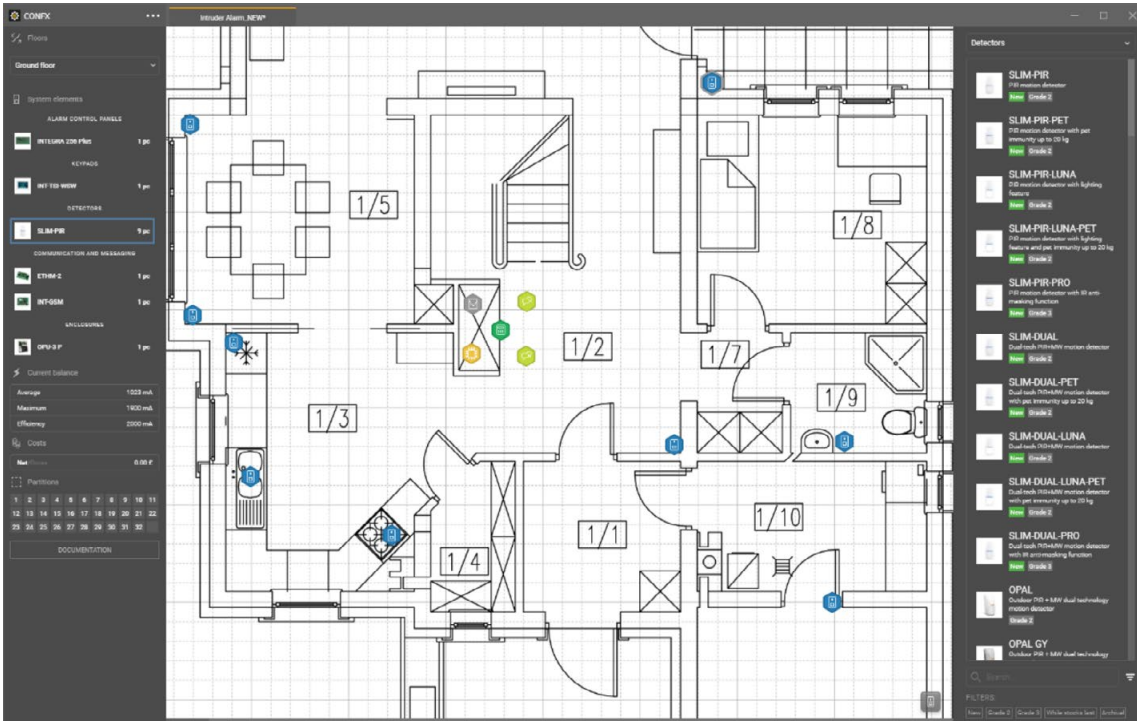 CONFX
Intruder Alarm_NEW*
Floors
Ground floor
System elements
ALARM CONTROL PANELS
INTEGRA 256 Plus 1 pc
KEYPADS
1 pc
DETECTORS
SLIM-PIR 9 pc
COMMUNICATION AND MESSAGING
ETHM-2 1 pc
INT-GSM 1 pc
ENCLOSURES
OPU-3 P 1 pc
Current balance
Average 1023 mA
Maximum 1900 mA
Efficiency 2000 mA
Costs
Net 0.00
Partitions
1 2 3 4 5 6 7 8 9 10 11
12 13 14 15 16 17 18 19 20 21 22
23 24 25 26 27 28 29 30 31 32
DOCUMENTATION
1/5
1/8
1/2
1/7
1/3
1/9
1/10
1/1
1/4
Detectors
SLIM-PIR
PIR motion detector
New Grade 2
SLIM-PIR-PET
PIR motion detector with pet
immunity up to 20 kg
New Grade 2
SLIM-PIR-LUNA
PIR motion detector with lighting
feature
New Grade 2
SLIM-PIR-LUNA-PET
PIR motion detector with lighting
feature and pet immunity up to 20 kg
New Grade 2
SLIM-PIR-PRO
PIR motion detector with IR anti-
masking function
New Grade 3
SLIM-DUAL
Dual-tech PIR+MW motion detector
New Grade 2
SLIM-DUAL-PET
Dual-tech PIR+MW motion detector
with pet immunity up to 20 kg
New Grade 2
SLIM-DUAL-LUNA
Dual-tech PIR+MW motion detector
New Grade 2
SLIM-DUAL-LUNA-PET
Dual-tech PIR+MW motion detector
with pet immunity up to 20 kg
New Grade 2
SLIM-DUAL-PRO
Dual-tech PIR+MW motion detector
with IR anti-masking function
New Grade 3
OPAL
Outdoor PIR + MW dual technology
motion detector
Grade 2
OPAL GY
Outdoor PIR + MW dual technology
Search
FILTERS
New Grade 2 Grade 3 Archival